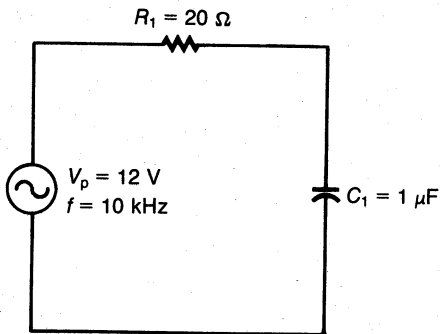 R₁ = 20 Ω
Vₚ = 12 V
f = 10 kHz
C₁ = 1 μF